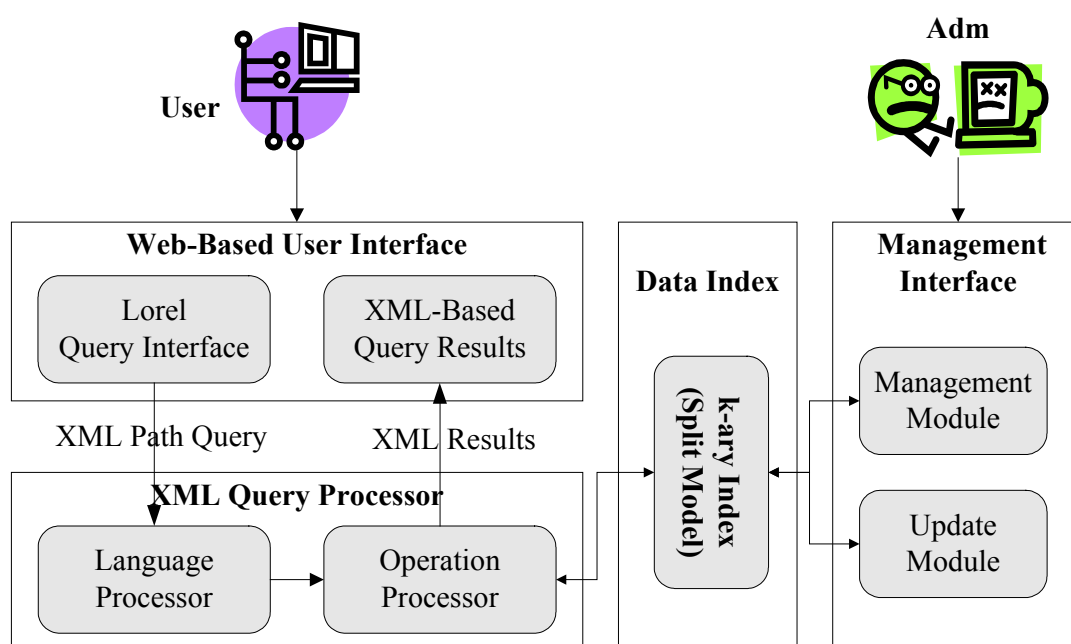 Adm
User
Web-Based User Interface
Lorel
Query Interface
XML-Based
Query Results
XML Path Query
XML Results
XML Query Processor
Language
Processor
Operation
Processor
Data Index
k-ary Index
(Split Model)
Management
Interface
Management
Module
Update
Module